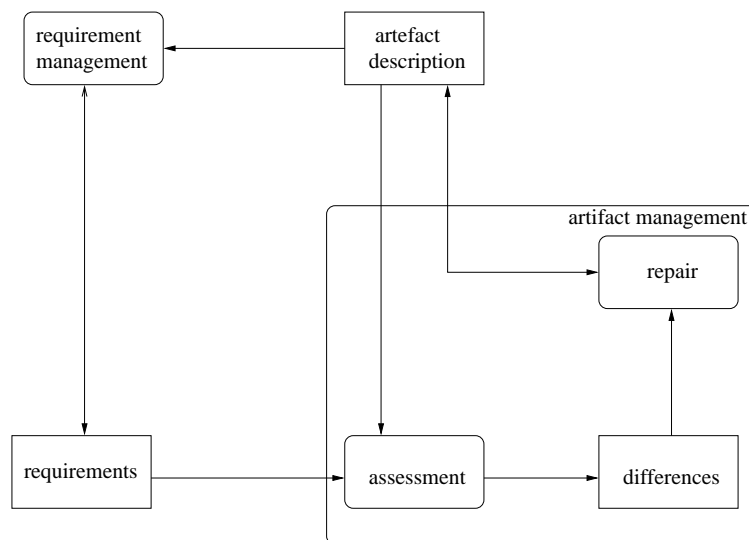 requirement
management
artefact
description
artifact management
repair
requirements
assessment
differences